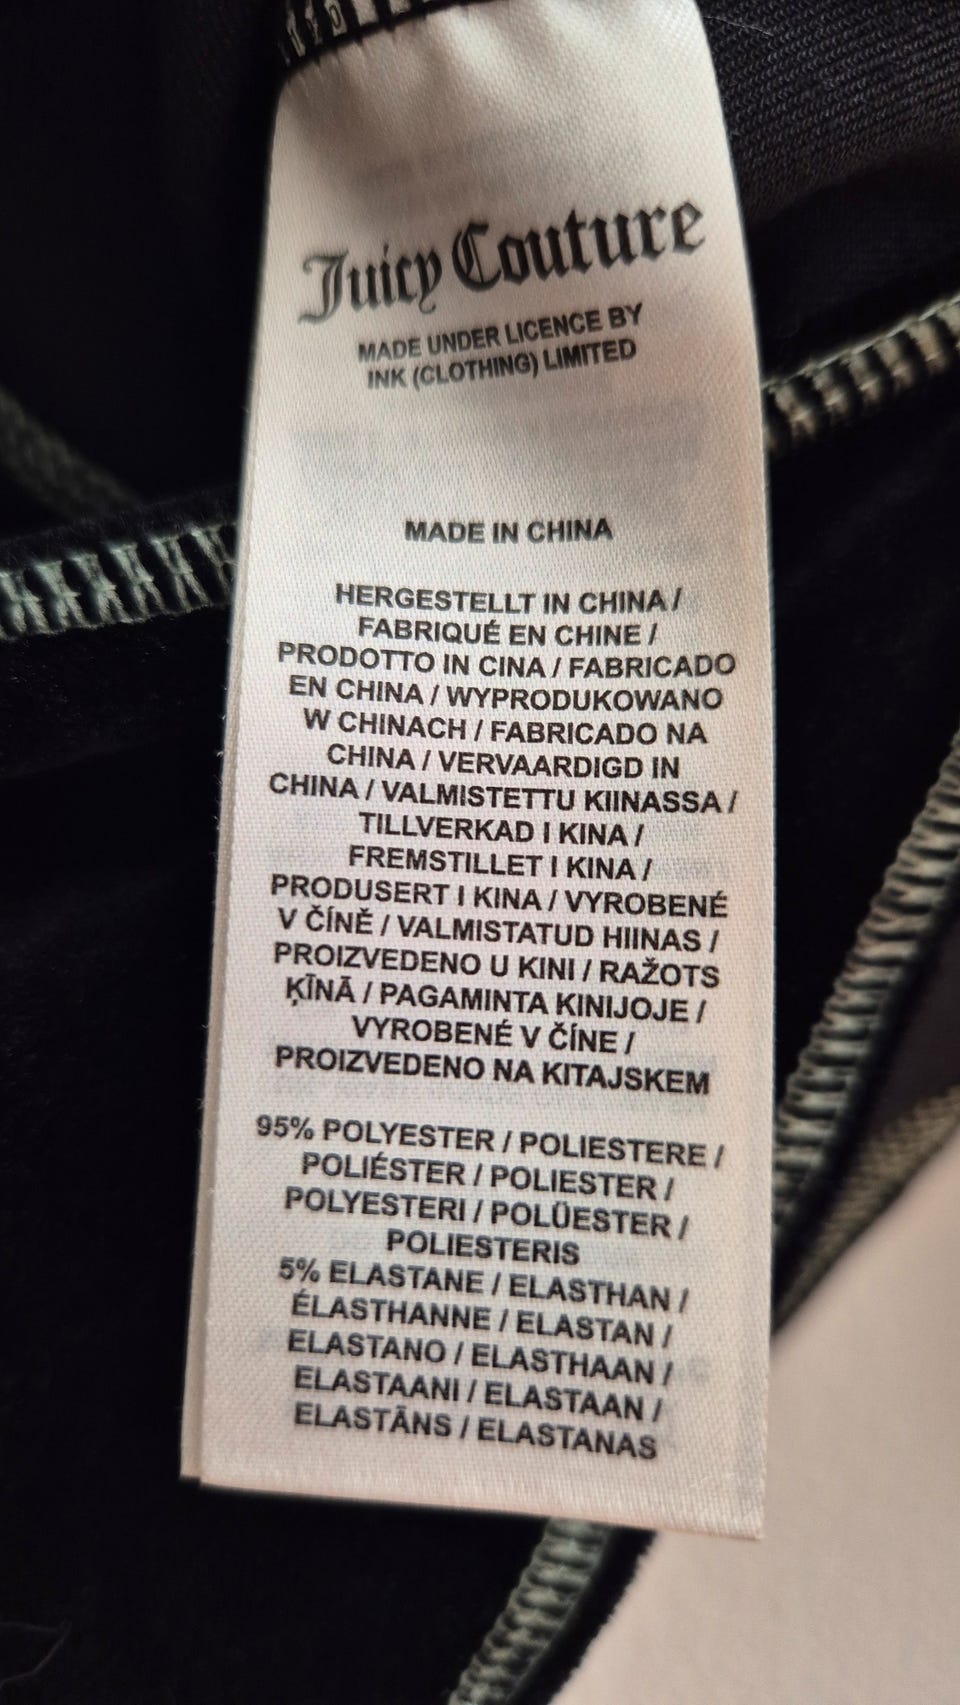 Juicy Couture
MADE UNDER LICENCE BY
INK (CLOTHING) LIMITED
MADE IN CHINA
HERGESTELLT IN CHINA /
FABRIQUÉ EN CHINE /
PRODOTTO IN CINA / FABRICADO
EN CHINA / WYPRODUKOWANO
W CHINACH / FABRICADO NA
CHINA / VERVAARDIGD IN
CHINA / VALMISTETTU KIINASSA /
TILLVERKAD I KINA /
FREMSTILLET I KINA /
PRODUSERT I KINA / VYROBENÉ
V ČÍNĚ / VALMISTATUD HIINAS /
PROIZVEDENO U KINI / RAŽOTS
ĶĪNĀ / PAGAMINTA KINIJOJE /
VYROBENÉ V ČÍNE /
PROIZVEDENO NA KITAJSKEM
95% POLYESTER / POLIESTERE /
POLIÉSTER / POLIESTER /
POLYESTERI / POLÜESTER /
POLIESTERIS
5% ELASTANE / ELASTHAN /
ÉLASTHANNE / ELASTAN /
ELASTANO / ELASTHAAN /
ELASTAANI / ELASTAAN /
ELASTĀNS / ELASTANAS